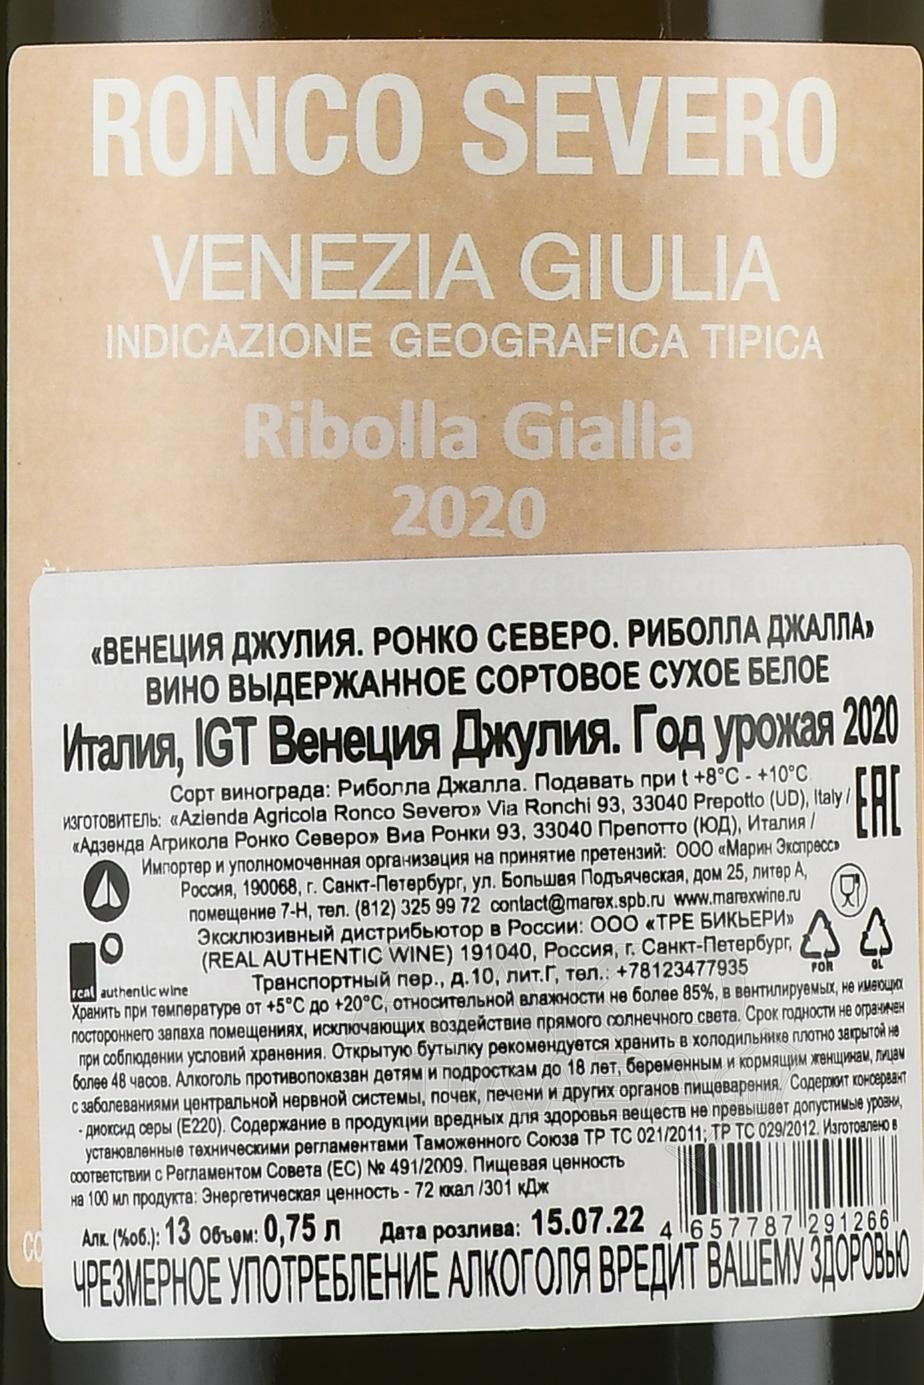 RONCO SEVERO
VENEZIA GIULIA
INDICAZIONE GEOGRAFICA TIPICA
Ribolla Gialla
2020
«ВЕНЕЦИЯ ДЖУЛИЯ. РОНКО СЕВЕРО. РИБОЛЛА ДЖАЛЛА»
ВИНО ВЫДЕРЖАННОЕ СОРТОВОЕ СУХОЕ БЕЛОЕ
Италия, IGT Венеция Джулия. Год урожая 2020
Сорт винограда: Риболла Джалла. Подавать при t +8°C - +10°C
ИЗГОТОВИТЕЛЬ: «Azienda Agricola Ronco Severo» Via Ronchi 93, 33040 Prepotto (UD), Italy /
«Адзенда Агрикола Ронко Северо» Виа Ронки 93, 33040 Препотто (ЮД), Италия /
EAC
Импортер и уполномоченная организация на принятие претензий: ООО «Марин Экспресс»
Россия, 190068, г. Санкт-Петербург, ул. Большая Подъяческая, дом 25, литер А,
помещение 7-Н, тел. (812) 325 99 72 contact@marex.spb.ru www.marexwine.ru
Эксклюзивный дистрибьютор в России: ООО «ТРЕ БИКЬЕРИ»
(REAL AUTHENTIC WINE) 191040, Россия, г. Санкт-Петербург,
Транспортный пер., д.10, лит.Г, тел.: +78123477935
FOR
GL
real authentic wine
Хранить при температуре от +5°С до +20°С, относительной влажности не более 85%, в вентилируемых, не имеющих
постороннего запаха помещениях, исключающих воздействие прямого солнечного света. Срок годности не ограничен
при соблюдении условий хранения. Открытую бутылку рекомендуется хранить в холодильнике плотно закрытой не
более 48 часов. Алкоголь противопоказан детям и подросткам до 18 лет, беременным и кормящим женщинам, лицам
с заболеваниями центральной нервной системы, почек, печени и других органов пищеварения. Содержит консервант
- диоксид серы (Е220). Содержание в продукции вредных для здоровья веществ не превышает допустимые уровни,
установленные техническими регламентами Таможенного Союза ТР ТС 021/2011; ТР ТС 029/2012. Изготовлено в
соответствии с Регламентом Совета (ЕС) № 491/2009. Пищевая ценность
на 100 мл продукта: Энергетическая ценность - 72 ккал /301 кДж
Алк. (%об.): 13 Объем: 0,75 л Дата розлива: 15.07.22
4 657787 291266
ЧРЕЗМЕРНОЕ УПОТРЕБЛЕНИЕ АЛКОГОЛЯ ВРЕДИТ ВАШЕМУ ЗДОРОВЬЮ